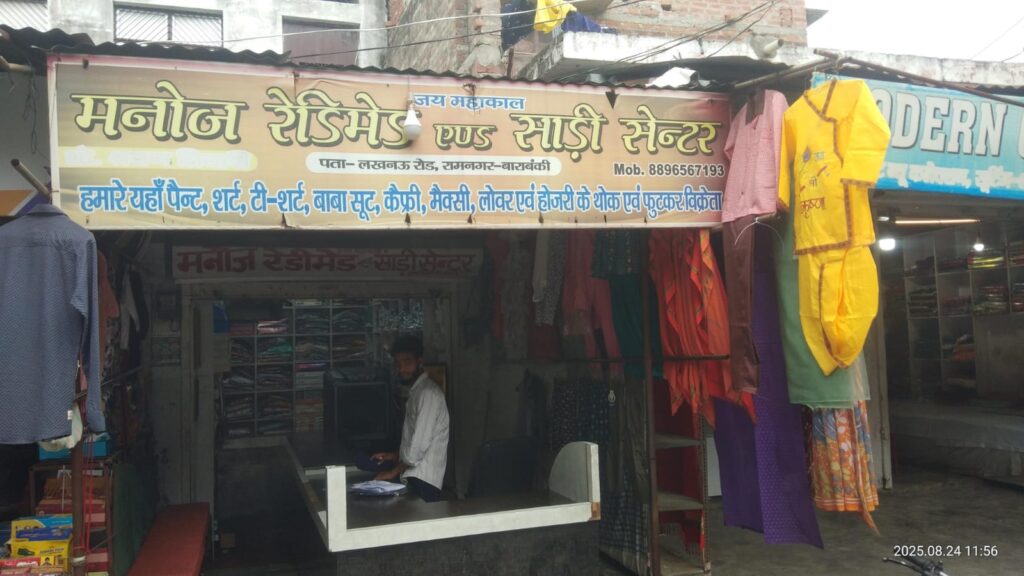 जय महाकाल
मनोज रेडिमेड एण्ड साड़ी सेन्टर
पता- लखनऊ रोड, रामनगर-बाराबंकी
Mob. 8896567193
हमारे यहाँ पैन्ट, शर्ट, टी-शर्ट, बाबा सूट, कैफ्री, मैक्सी, लोवर एवं होजरी के थोक एवं फुटकर विक्रेता
मनोज रेडीमेड साड़ी सेन्टर
ODERN
2025.08.24 11:56